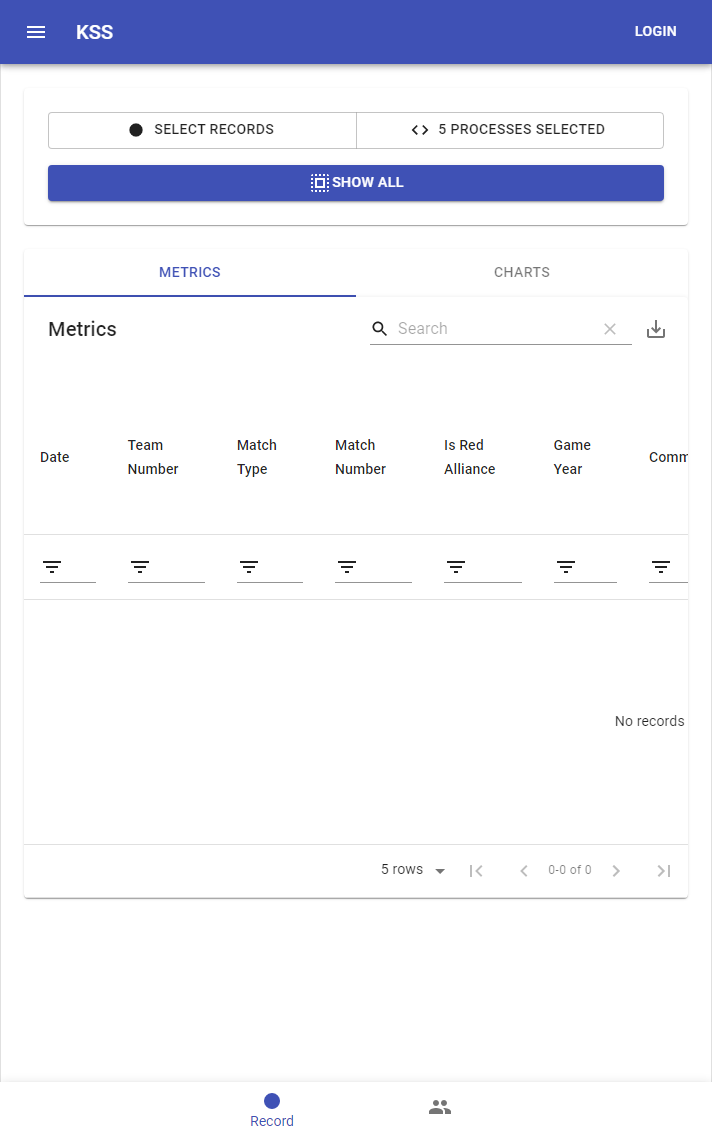 KSS
LOGIN
SELECT RECORDS
5 PROCESSES SELECTED
SHOW ALL
METRICS
CHARTS
Metrics
Search
Date
Team
Number
Match
Type
Match
Number
Is Red
Alliance
Game
Year
Comm
No records
5 rows
0-0 of 0
Record